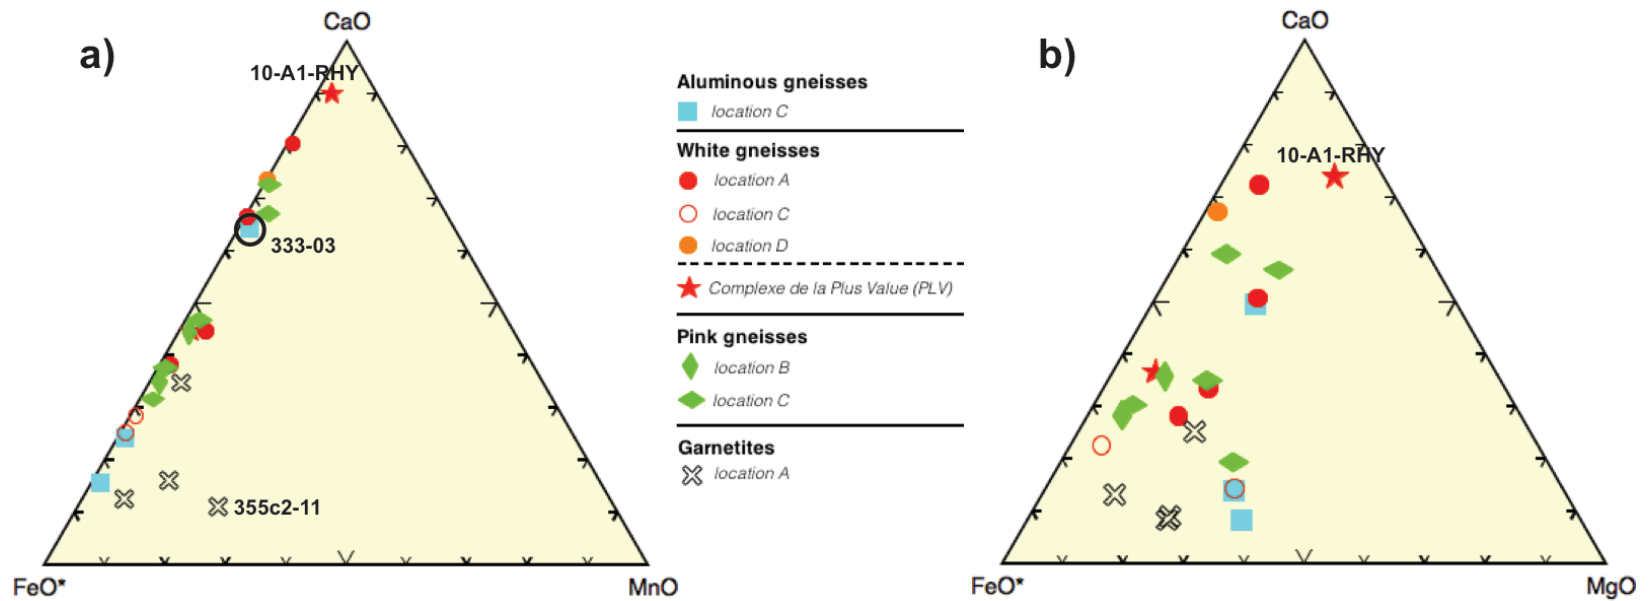 a)
CaO
10-A1-RHY
333-03
355c2-11
FeO*
MnO
Aluminous gneisses
location C
White gneisses
location A
location C
location D
Complexe de la Plus Value (PLV)
Pink gneisses
location B
location C
Garnetites
location A
b)
CaO
10-A1-RHY
FeO*
MgO